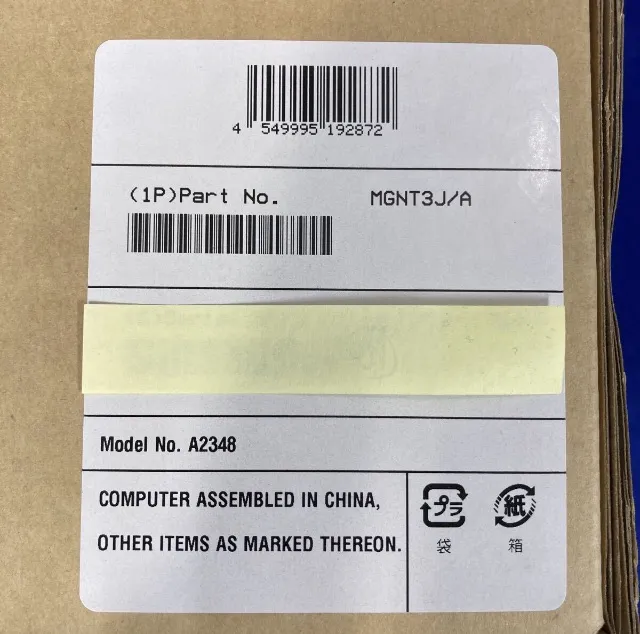 4 549995 192872
(1P)Part No. MGNT3J/A
Model No. A2348
COMPUTER ASSEMBLED IN CHINA,
OTHER ITEMS AS MARKED THEREON.
プラ 紙
袋 箱